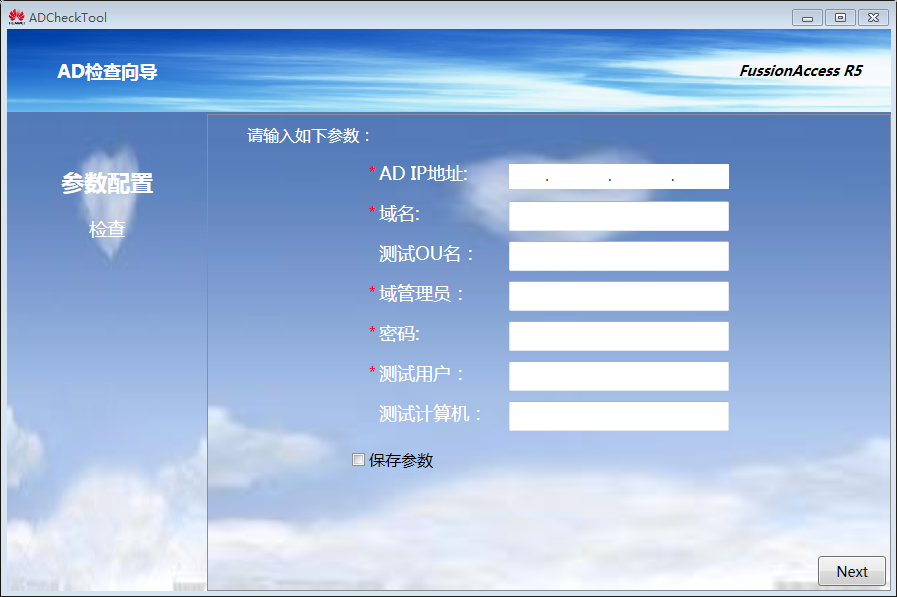 ADCheckTool
AD检查向导
FussionAccess R5
参数配置
检查
请输入如下参数：
* AD IP地址:
. . .
* 域名:
测试OU名：
* 域管理员：
* 密码:
* 测试用户：
测试计算机：
保存参数
Next